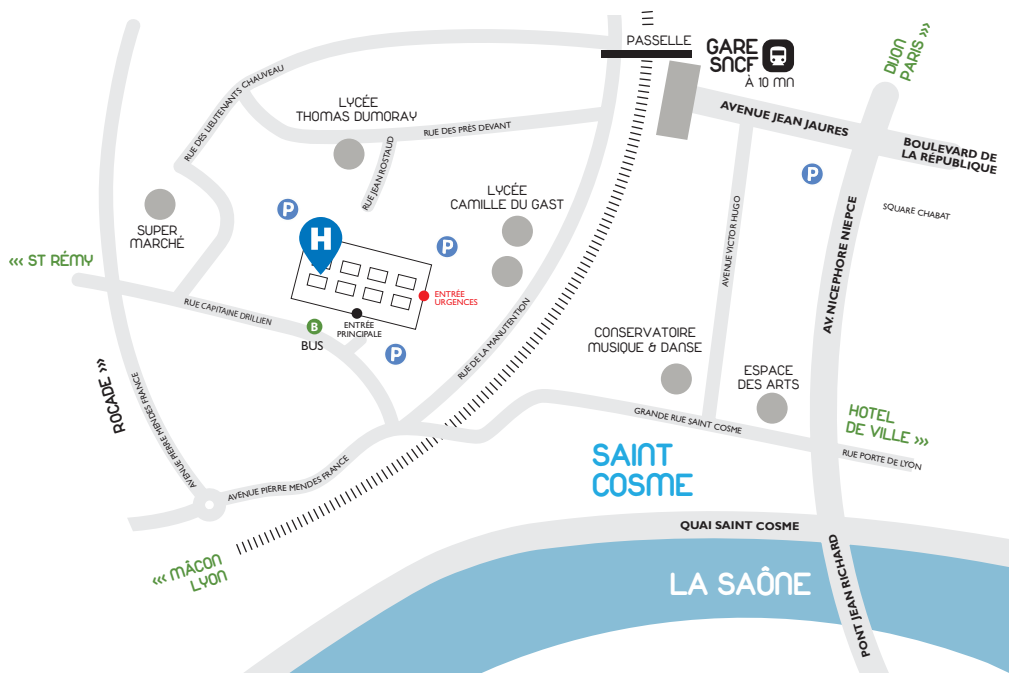 PASSELLE
GARE
SNCF
À 10 MN
DIJON
PARIS >>>
AVENUE JEAN JAURES
BOULEVARD DE
LA RÉPUBLIQUE
RUE DES LIEUTENANTS CHAUVEAU
LYCÉE
THOMAS DUMORAY
RUE DES PRÉS DEVANT
RUE JEAN ROSTAUD
P
LYCÉE
CAMILLE DU GAST
SUPER
MARCHÉ
P
H
P
SQUARE CHABAT
AVENUE VICTOR HUGO
AV. NICEPHORE NIEPCE
<<< ST RÉMY
ENTRÉE
URGENCES
RUE CAPITAINE DRILLIEN
B
BUS
ENTRÉE
PRINCIPALE
P
RUE DE LA MANUTENTION
CONSERVATOIRE
MUSIQUE & DANSE
ESPACE
DES ARTS
ROCADE >>>
AVENUE PIERRE MENDES FRANCE
GRANDE RUE SAINT COSME
HOTEL
DE VILLE >>>
RUE PORTE DE LYON
AVENUE PIERRE MENDES FRANCE
SAINT
COSME
QUAI SAINT COSME
<<< MÂCON
LYON
LA SAÔNE
PONT JEAN RICHARD